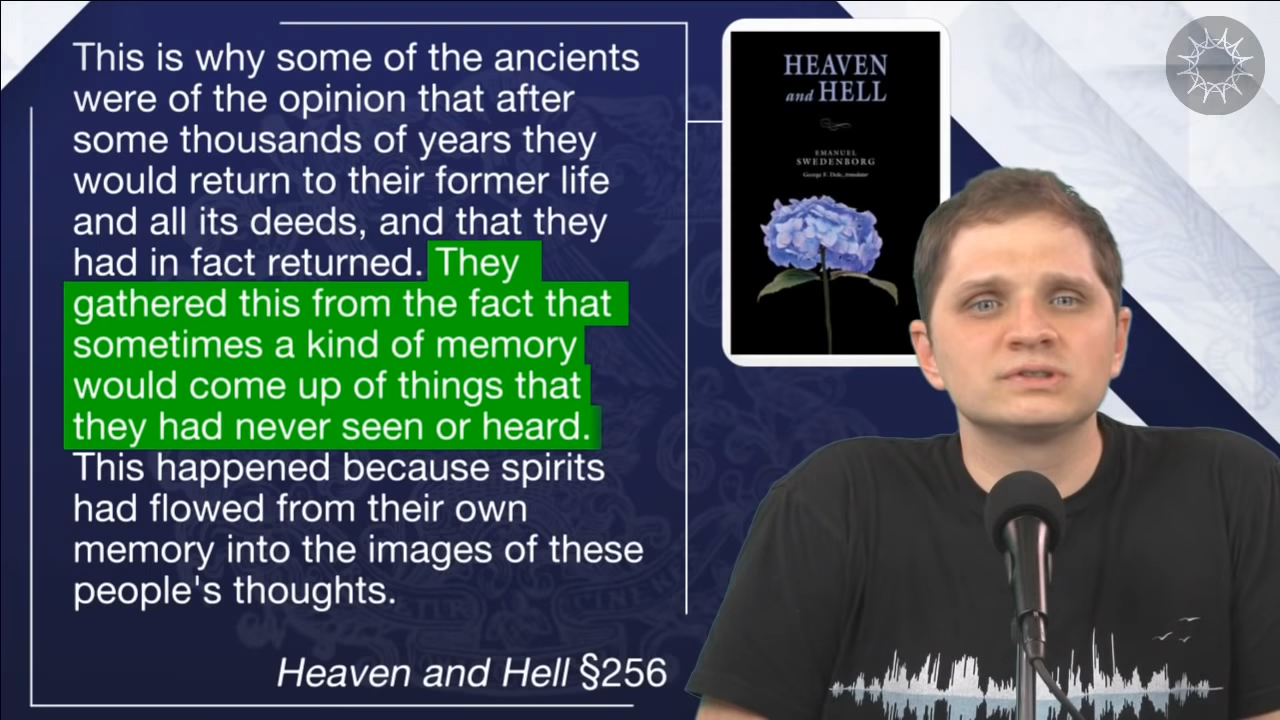 This is why some of the ancients
were of the opinion that after
some thousands of years they
would return to their former life
and all its deeds, and that they
had in fact returned. They
gathered this from the fact that
sometimes a kind of memory
would come up of things that
they had never seen or heard.
This happened because spirits
had flowed from their own
memory into the images of these
people's thoughts.
Heaven and Hell §256
HEAVEN
and HELL
EMANUEL
SWEDENBORG
George F. Dole, translator